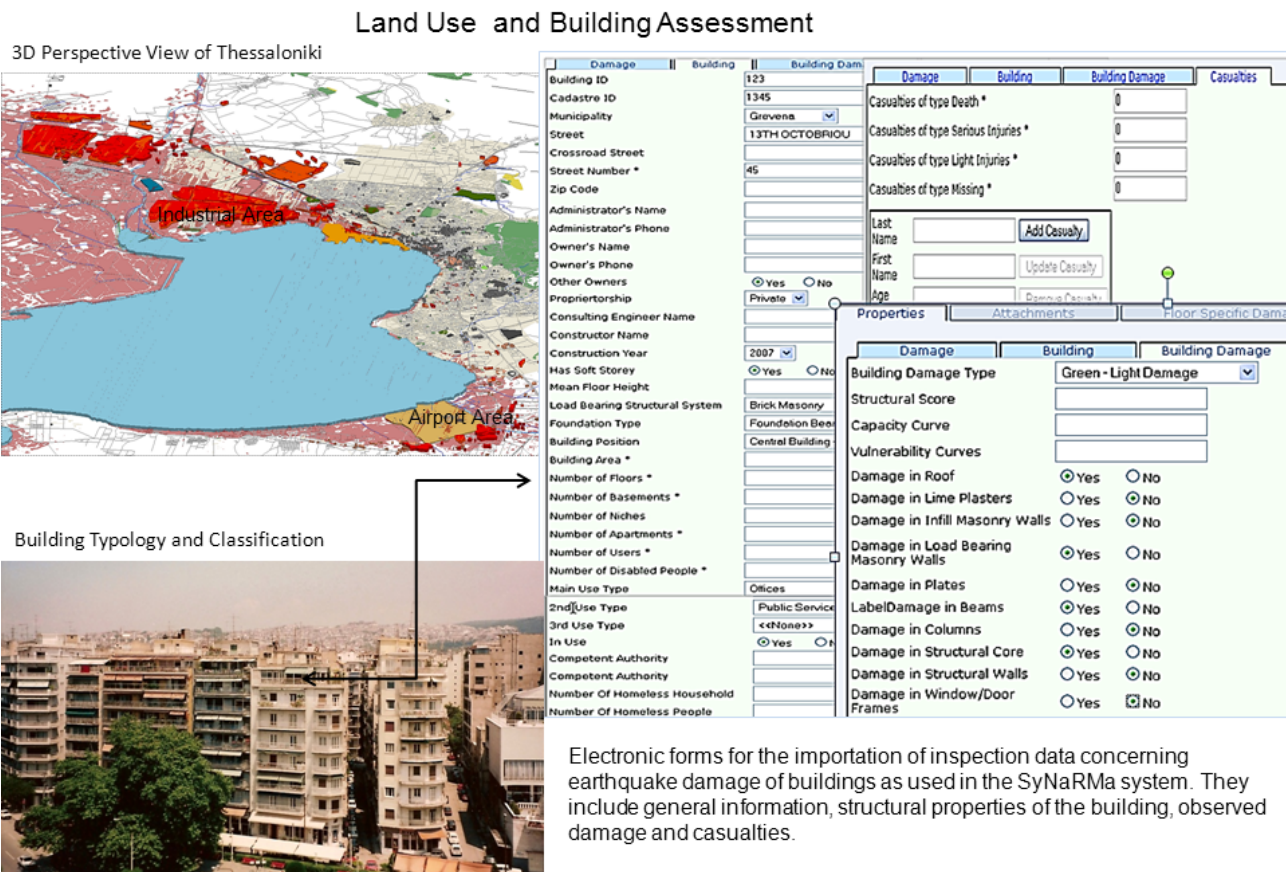 Land Use  and Building Assessment
3D Perspective View of Thessaloniki
Industrial Area
Airport Area
Building Typology and Classification
Damage
Building
Building Dam
Building ID
123
Cadastre ID
1345
Municipality
Grevena
Street
13TH OCTOBRIOU
Crossroad Street
Street Number *
45
Zip Code
Administrator's Name
Administrator's Phone
Owner's Name
Owner's Phone
Other Owners
Yes
No
Propriertorship
Private
Consulting Engineer Name
Constructor Name
Construction Year
2007
Has Soft Storey
Yes
No
Mean Floor Height
Load Bearing Structural System
Brick Masonry
Foundation Type
Foundation Bear
Building Position
Central Building
Building Area *
Number of Floors *
Number of Basements *
Number of Niches
Number of Apartments *
Number of Users *
Number of Disabled People *
Main Use Type
Offices
2nd Use Type
Public Service
3rd Use Type
<<None>>
In Use
Yes
Competent Authority
Competent Authority
Number Of Homeless Household
Number Of Homeless People
Damage
Building
Building Damage
Casualties
Casualties of type Death *
0
Casualties of type Serious Injuries *
0
Casualties of type Light Injuries *
0
Casualties of type Missing *
0
Last
Name
Add Casualty
First
Name
Update Casualty
Age
Remove Casualty
Properties
Attachments
Floor Specific Dama
Damage
Building
Building Damage
Building Damage Type
Green - Light Damage
Structural Score
Capacity Curve
Vulnerability Curves
Damage in Roof
Yes
No
Damage in Lime Plasters
Yes
No
Damage in Infill Masonry Walls
Yes
No
Damage in Load Bearing
Masonry Walls
Yes
No
Damage in Plates
Yes
No
LabelDamage in Beams
Yes
No
Damage in Columns
Yes
No
Damage in Structural Core
Yes
No
Damage in Structural Walls
Yes
No
Damage in Window/Door
Frames
Yes
No
Electronic forms for the importation of inspection data concerning
earthquake damage of buildings as used in the SyNaRMa system. They
include general information, structural properties of the building, observed
damage and casualties.